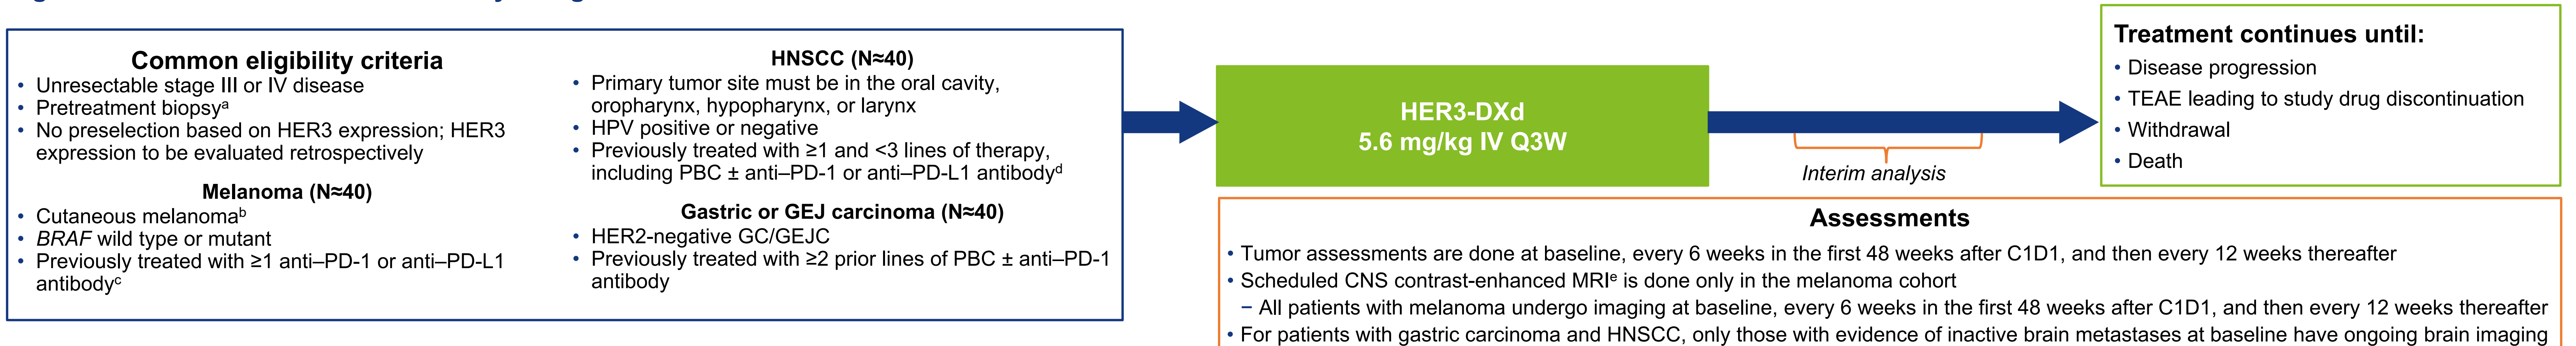 Common eligibility criteria
• Unresectable stage III or IV disease
• Pretreatment biopsyᵃ
• No preselection based on HER3 expression; HER3
expression to be evaluated retrospectively
Melanoma (N≈40)
• Cutaneous melanomaᵇ
• BRAF wild type or mutant
• Previously treated with ≥1 anti–PD-1 or anti–PD-L1
antibodyᶜ
HNSCC (N≈40)
• Primary tumor site must be in the oral cavity,
oropharynx, hypopharynx, or larynx
• HPV positive or negative
• Previously treated with ≥1 and <3 lines of therapy,
including PBC ± anti–PD-1 or anti–PD-L1 antibodyᵈ
Gastric or GEJ carcinoma (N≈40)
• HER2-negative GC/GEJC
• Previously treated with ≥2 prior lines of PBC ± anti–PD-1
antibody
HER3-DXd
5.6 mg/kg IV Q3W
Interim analysis
Treatment continues until:
• Disease progression
• TEAE leading to study drug discontinuation
• Withdrawal
• Death
Assessments
• Tumor assessments are done at baseline, every 6 weeks in the first 48 weeks after C1D1, and then every 12 weeks thereafter
• Scheduled CNS contrast-enhanced MRIᵉ is done only in the melanoma cohort
– All patients with melanoma undergo imaging at baseline, every 6 weeks in the first 48 weeks after C1D1, and then every 12 weeks thereafter
• For patients with gastric carcinoma and HNSCC, only those with evidence of inactive brain metastases at baseline have ongoing brain imaging